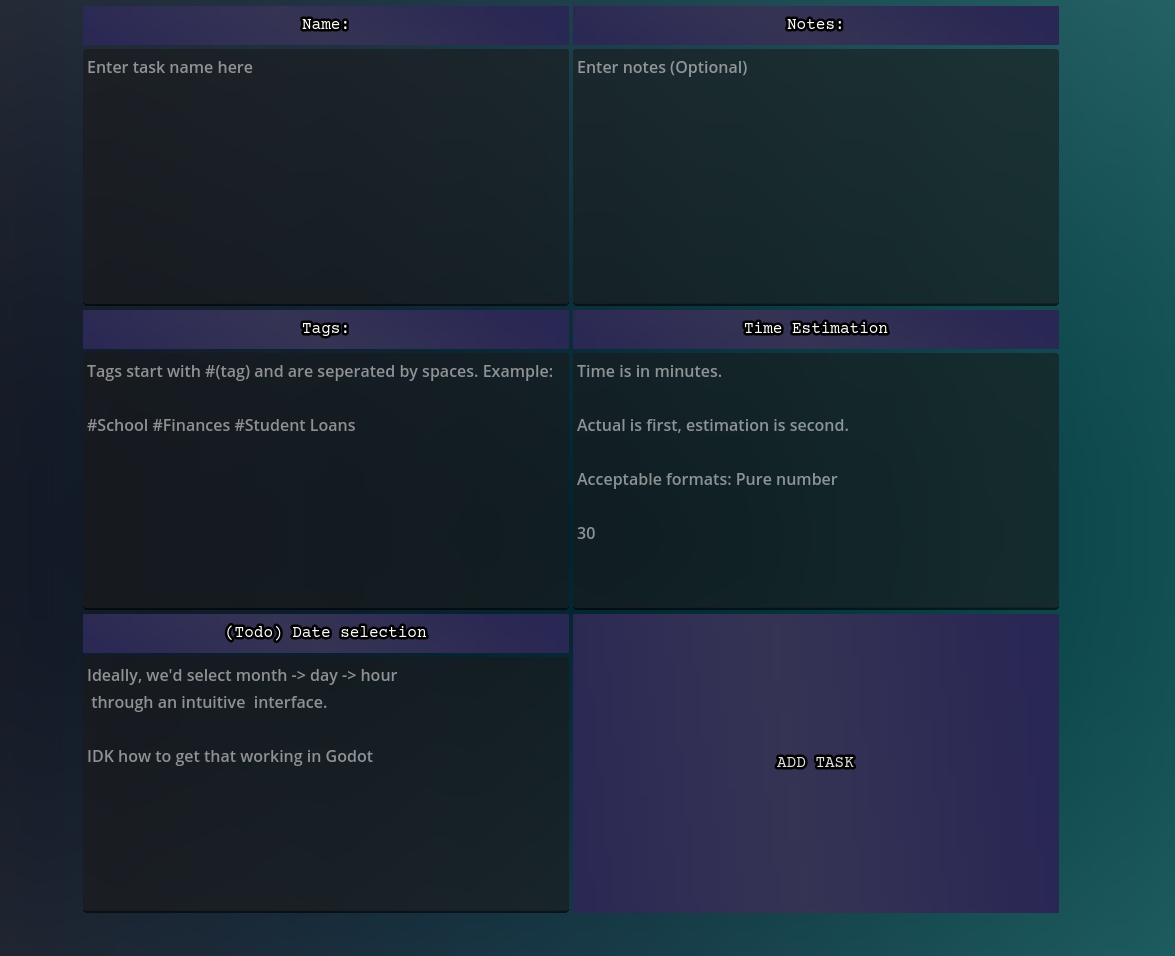 Name:
Notes:
Enter task name here
Enter notes (Optional)
Tags:
Time Estimation
Tags start with #(tag) and are seperated by spaces. Example:
#School #Finances #Student Loans
Time is in minutes.
Actual is first, estimation is second.
Acceptable formats: Pure number
30
(Todo) Date selection
Ideally, we'd select month -> day -> hour
through an intuitive  interface.
IDK how to get that working in Godot
ADD TASK